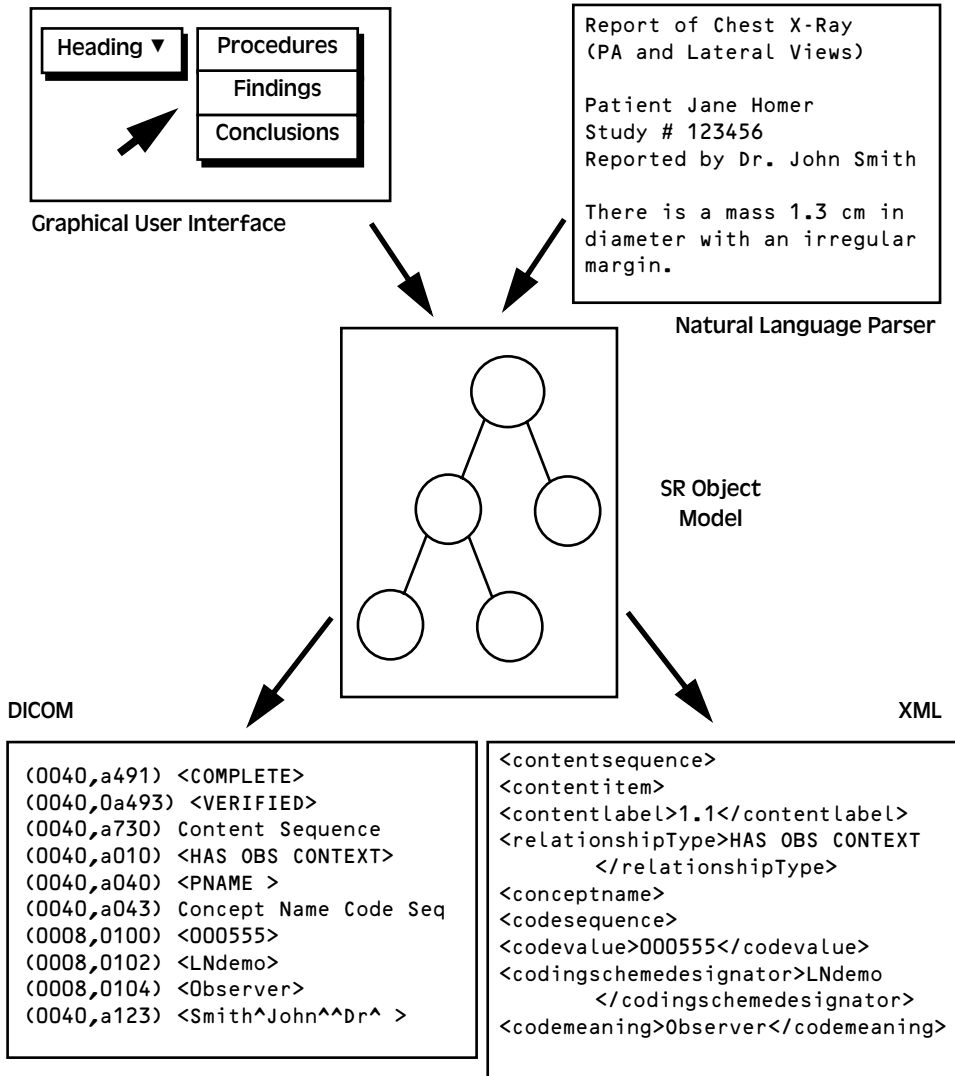 Heading ▼
Procedures
Findings
Conclusions
Graphical User Interface
Report of Chest X-Ray
(PA and Lateral Views)
Patient Jane Homer
Study # 123456
Reported by Dr. John Smith
There is a mass 1.3 cm in
diameter with an irregular
margin.
Natural Language Parser
SR Object
Model
DICOM
(0040,a491) <COMPLETE>
(0040,0a493) <VERIFIED>
(0040,a730) Content Sequence
(0040,a010) <HAS OBS CONTEXT>
(0040,a040) <PNAME >
(0040,a043) Concept Name Code Seq
(0008,0100) <000555>
(0008,0102) <LNdemo>
(0008,0104) <Observer>
(0040,a123) <Smith^John^^Dr^ >
XML
<contentsequence>
<contentitem>
<contentlabel>1.1</contentlabel>
<relationshipType>HAS OBS CONTEXT
</relationshipType>
<conceptname>
<codesequence>
<codevalue>000555</codevalue>
<codingschemedesignator>LNdemo
</codingschemedesignator>
<codemeaning>Observer</codemeaning>